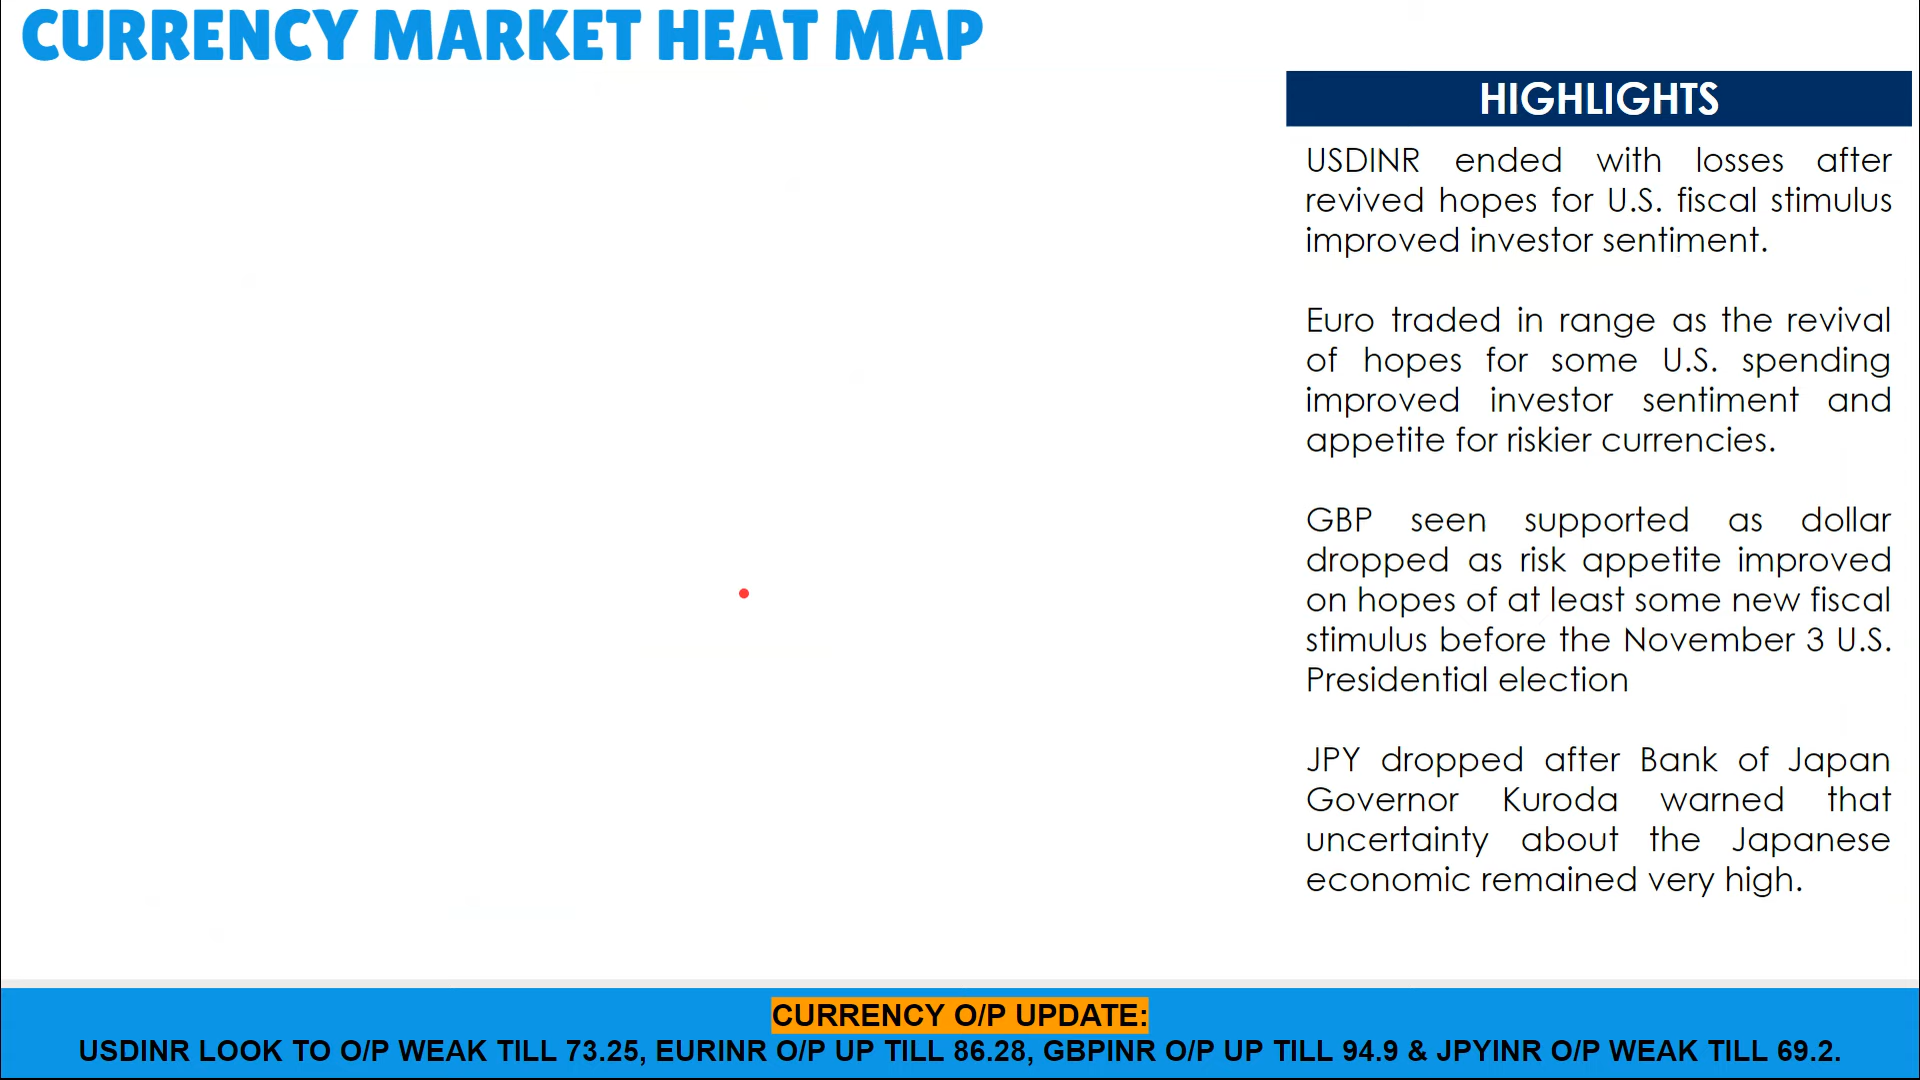 CURRENCY MARKET HEAT MAP
HIGHLIGHTS
USDINR ended with losses after
revived hopes for U.S. fiscal stimulus
improved investor sentiment.
Euro traded in range as the revival
of hopes for some U.S. spending
improved investor sentiment and
appetite for riskier currencies.
GBP seen supported as dollar
dropped as risk appetite improved
on hopes of at least some new fiscal
stimulus before the November 3 U.S.
Presidential election
JPY dropped after Bank of Japan
Governor Kuroda warned that
uncertainty about the Japanese
economic remained very high.
CURRENCY O/P UPDATE:
USDINR LOOK TO O/P WEAK TILL 73.25, EURINR O/P UP TILL 86.28, GBPINR O/P UP TILL 94.9 & JPYINR O/P WEAK TILL 69.2.